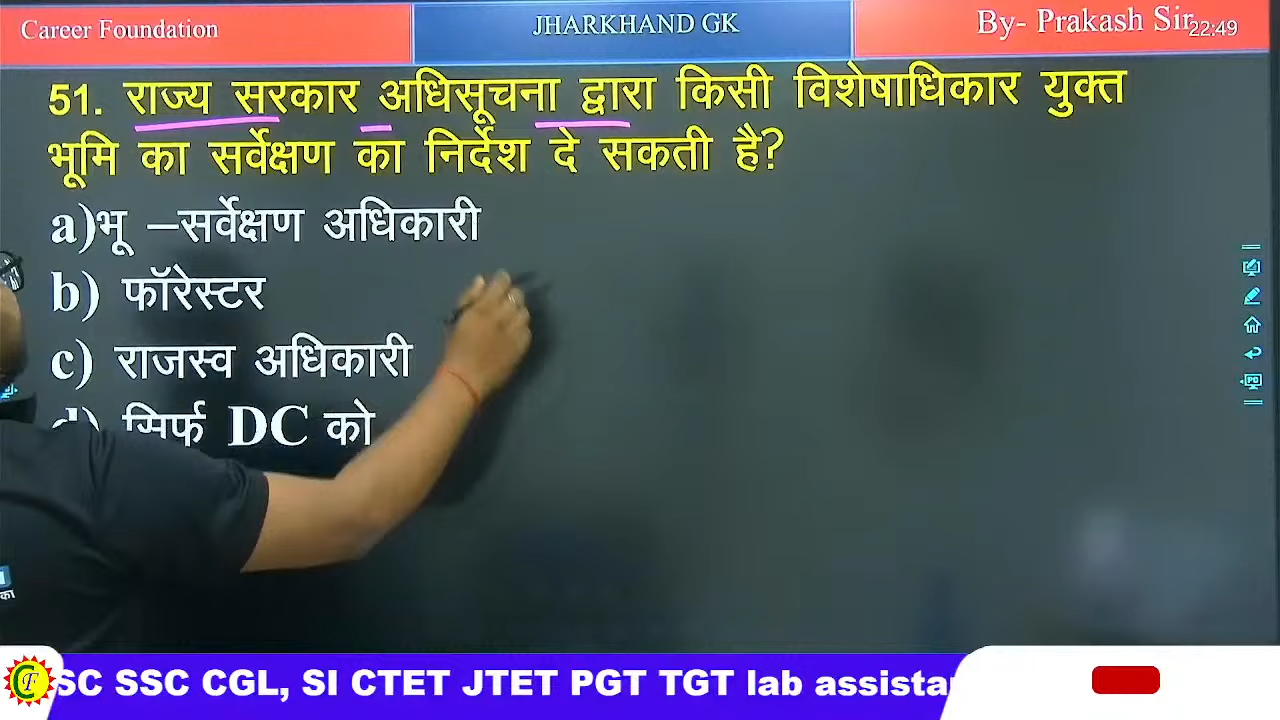 Career Foundation
JHARKHAND GK
By- Prakash Sir
22:49
51. राज्य सरकार अधिसूचना द्वारा किसी विशेषाधिकार युक्त
भूमि का सर्वेक्षण का निर्देश दे सकती है?
a)भू –सर्वेक्षण अधिकारी
b) फॉरेस्टर
c) राजस्व अधिकारी
d) सिर्फ DC को
SC SSC CGL, SI CTET JTET PGT TGT lab assista